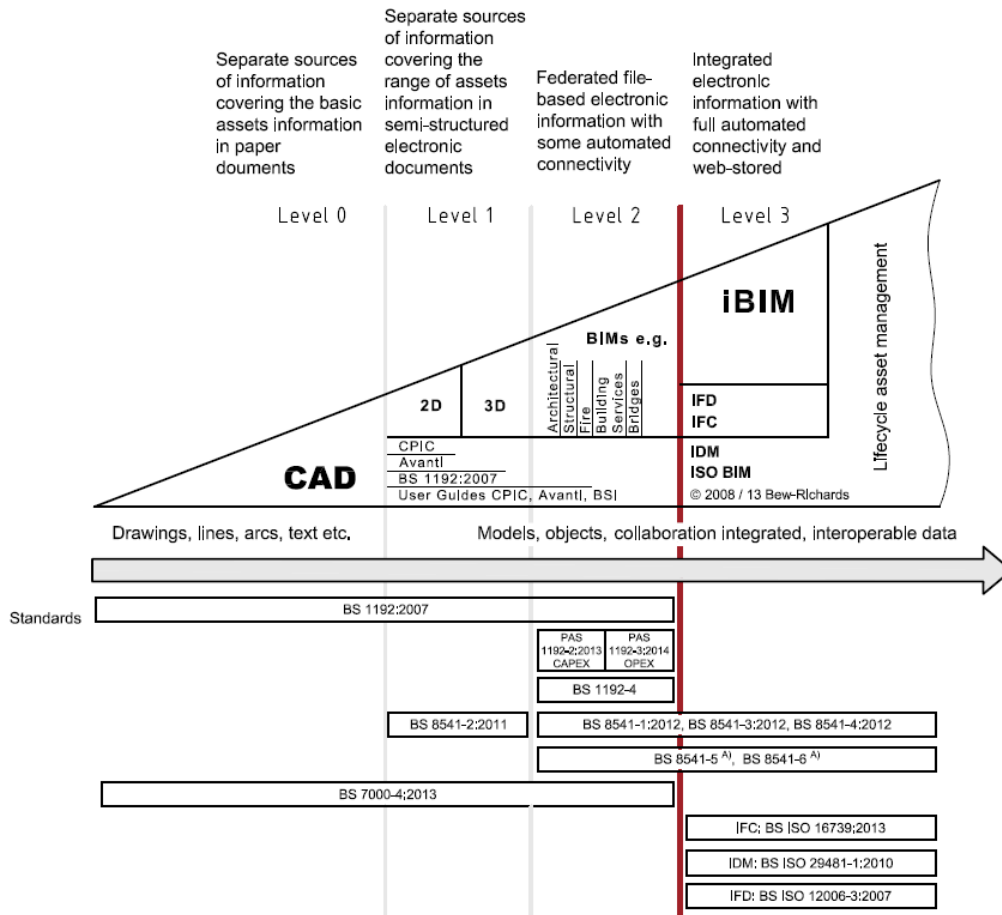 Separate sources
of information
covering the basic
assets information
in paper
douments
Separate sources
of information
covering the
range of assets
information in
semi-structured
electronic
documents
Federated file-
based electronic
information with
some automated
connectivity
Integrated
electronic
information with
full automated
connectivity and
web-stored
Level 0
Level 1
Level 2
Level 3
iBIM
BIMs e.g.
Architectural
Structural
Fire
Building
Services
Bridges
2D
3D
IFD
IFC
Lifecycle asset management
CAD
CPIC
Avanti
BS 1192:2007
User Guides CPIC, Avanti, BSI
IDM
ISO BIM
© 2008 / 13 Bew-Richards
Drawings, lines, arcs, text etc.
Models, objects, collaboration integrated, interoperable data
Standards
BS 1192:2007
PAS
1192-2:2013
CAPEX
PAS
1192-3:2014
OPEX
BS 1192-4
BS 8541-2:2011
BS 8541-1:2012, BS 8541-3:2012, BS 8541-4:2012
BS 8541-5 A), BS 8541-6 A)
BS 7000-4:2013
IFC: BS ISO 16739:2013
IDM: BS ISO 29481-1:2010
IFD: BS ISO 12006-3:2007